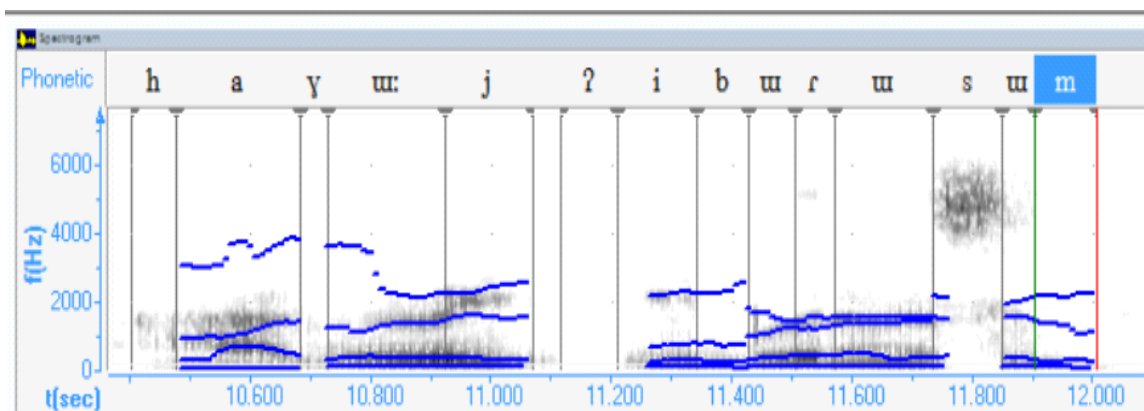 Spectrogram
Phonetic h a ɣ ɯː j ʔ i b ɯ ɾ ɯ s ɯ m
6000
4000
2000
0
f(Hz)
t(sec) 10.600 10.800 11.000 11.200 11.400 11.600 11.800 12.000